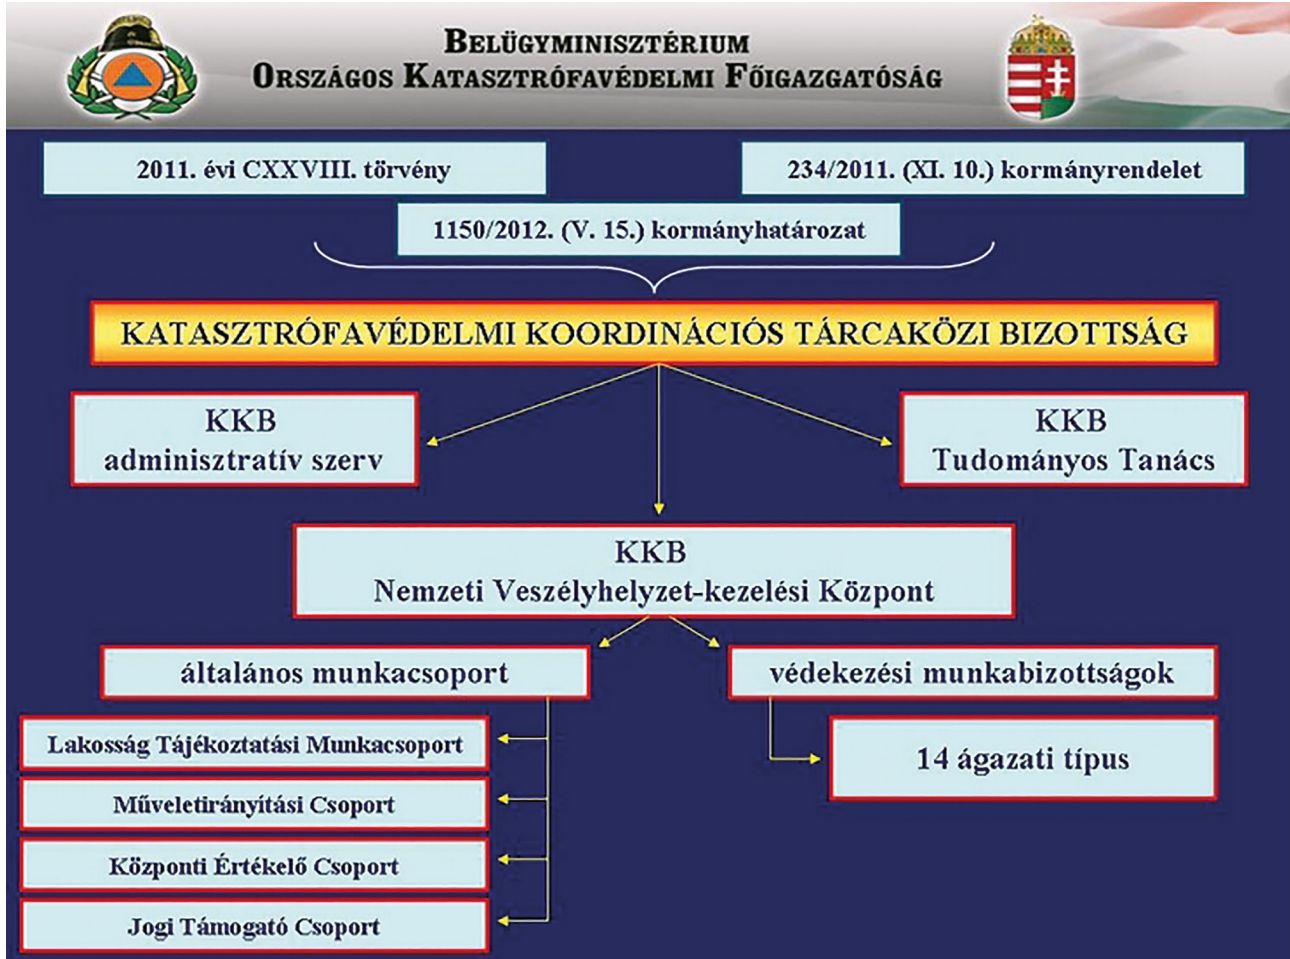 BELÜGYMINISZTÉRIUM
ORSZÁGOS KATASZTRÓFAVÉDELMI FŐIGAZGATÓSÁG
2011. évi CXXVIII. törvény
234/2011. (XI. 10.) kormányrendelet
1150/2012. (V. 15.) kormányhatározat
KATASZTRÓFAVÉDELMI KOORDINÁCIÓS TÁRCAKÖZI BIZOTTSÁG
KKB
adminisztratív szerv
KKB
Tudományos Tanács
KKB
Nemzeti Veszélyhelyzet-kezelési Központ
általános munkacsoport
védekezési munkabizottságok
Lakosság Tájékoztatási Munkacsoport
14 ágazati típus
Műveletirányítási Csoport
Központi Értékelő Csoport
Jogi Támogató Csoport